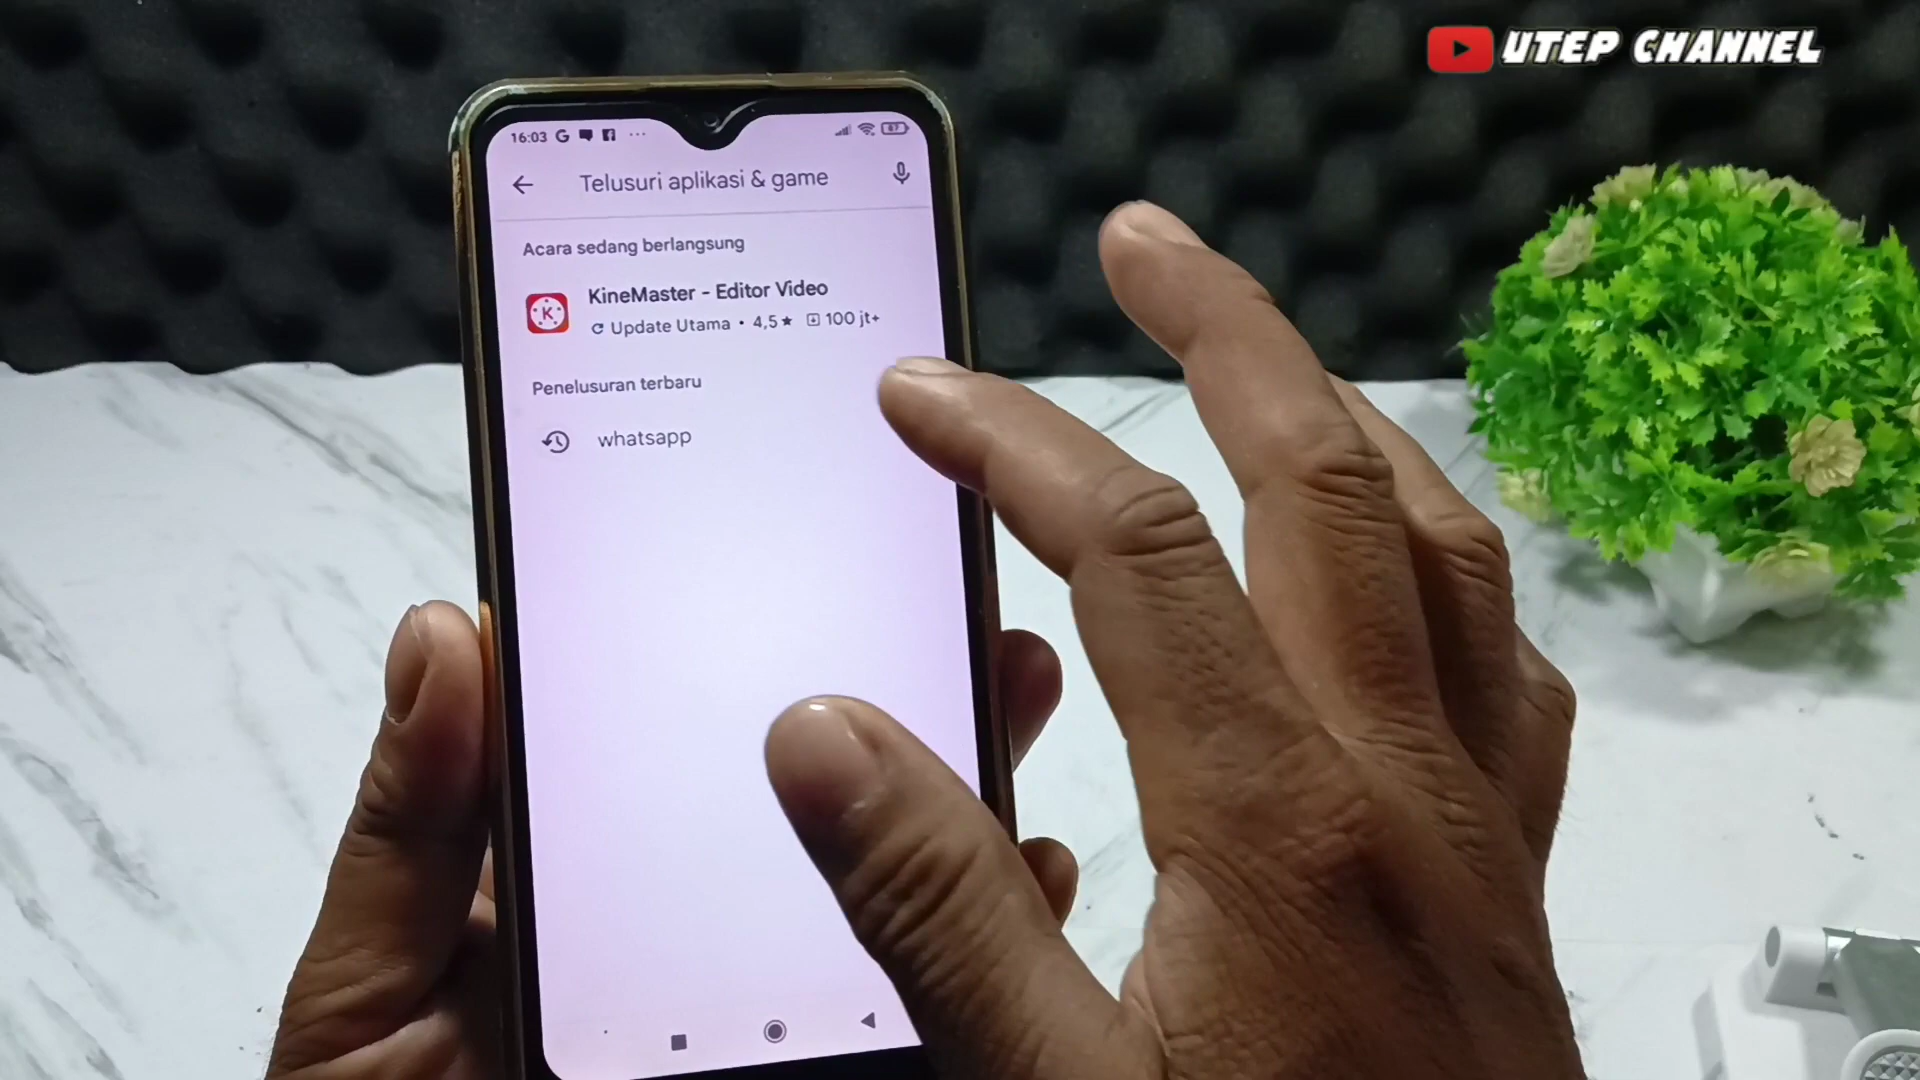 UTEP CHANNEL
16:03
87
Telusuri aplikasi & game
Acara sedang berlangsung
KineMaster - Editor Video
Update Utama • 4,5★ 100 jt+
Penelusuran terbaru
whatsapp